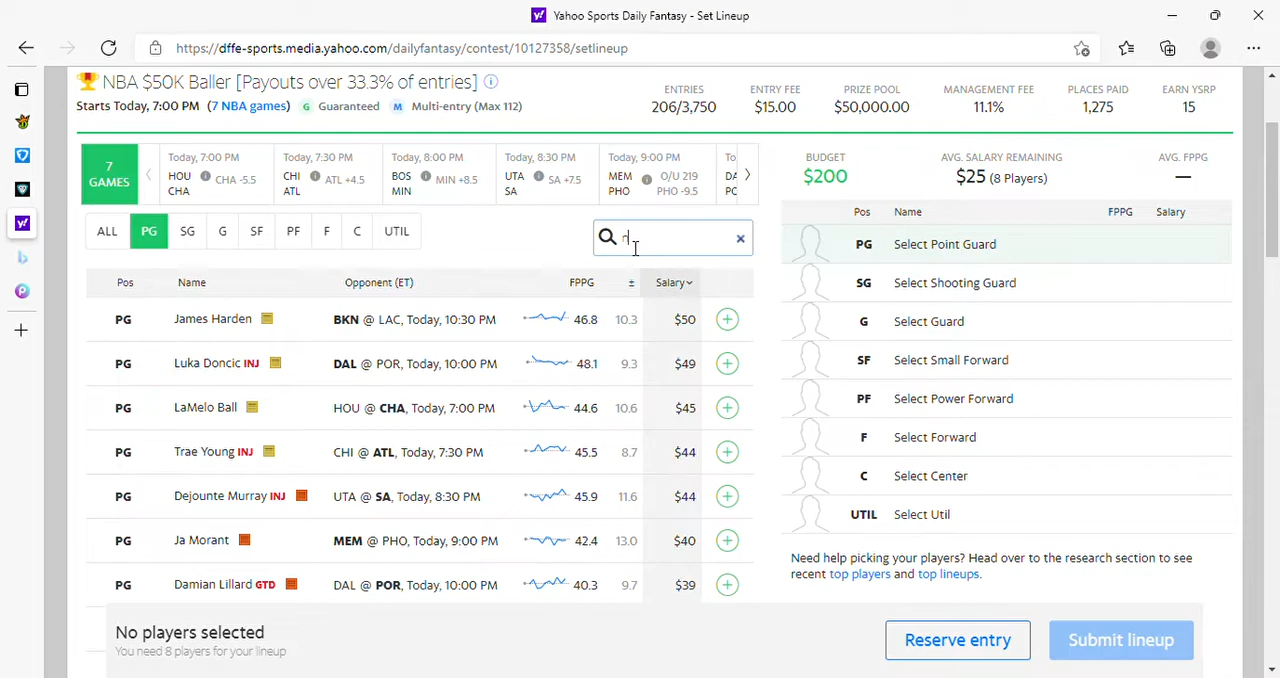 Yahoo Sports Daily Fantasy - Set Lineup
https://dffe-sports.media.yahoo.com/dailyfantasy/contest/10127358/setlineup
NBA $50K Baller [Payouts over 33.3% of entries]
Starts Today, 7:00 PM (7 NBA games) G Guaranteed M Multi-entry (Max 112)
ENTRIES ENTRY FEE PRIZE POOL MANAGEMENT FEE PLACES PAID EARN YSRP
206/3,750 $15.00 $50,000.00 11.1% 1,275 15
7 GAMES
Today, 7:00 PM
HOU
CHA CHA -5.5
Today, 7:30 PM
CHI
ATL ATL +4.5
Today, 8:00 PM
BOS
MIN MIN +8.5
Today, 8:30 PM
UTA
SA SA +7.5
Today, 9:00 PM
MEM O/U 219
PHO PHO -9.5
To
DA
PO
BUDGET AVG. SALARY REMAINING AVG. FPPG
$200 $25 (8 Players) —
ALL PG SG G SF PF F C UTIL
r
Pos Name Opponent (ET) FPPG ± Salary
PG James Harden BKN @ LAC, Today, 10:30 PM 46.8 10.3 $50
PG Luka Doncic INJ DAL @ POR, Today, 10:00 PM 48.1 9.3 $49
PG LaMelo Ball HOU @ CHA, Today, 7:00 PM 44.6 10.6 $45
PG Trae Young INJ CHI @ ATL, Today, 7:30 PM 45.5 8.7 $44
PG Dejounte Murray INJ UTA @ SA, Today, 8:30 PM 45.9 11.6 $44
PG Ja Morant MEM @ PHO, Today, 9:00 PM 42.4 13.0 $40
PG Damian Lillard GTD DAL @ POR, Today, 10:00 PM 40.3 9.7 $39
Pos Name FPPG Salary
PG Select Point Guard
SG Select Shooting Guard
G Select Guard
SF Select Small Forward
PF Select Power Forward
F Select Forward
C Select Center
UTIL Select Util
Need help picking your players? Head over to the research section to see
recent top players and top lineups.
No players selected
You need 8 players for your lineup
Reserve entry
Submit lineup